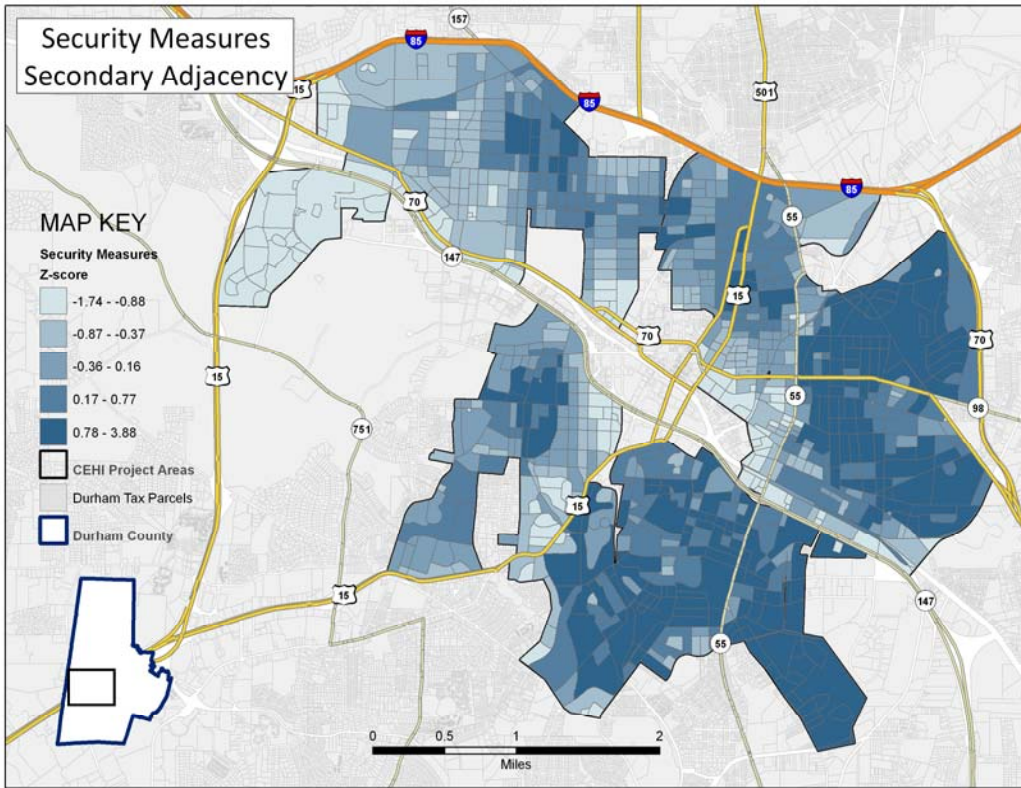 Security Measures
Secondary Adjacency
157
85
15
501
85
85
70
55
147
MAP KEY
Security Measures
Z-score
-1.74 - -0.88
-0.87 - -0.37
-0.36 - 0.16
0.17 - 0.77
0.78 - 3.88
CEHI Project Areas
Durham Tax Parcels
Durham County
15
70
70
15
55
98
751
15
15
55
147
0 0.5 1 2
Miles